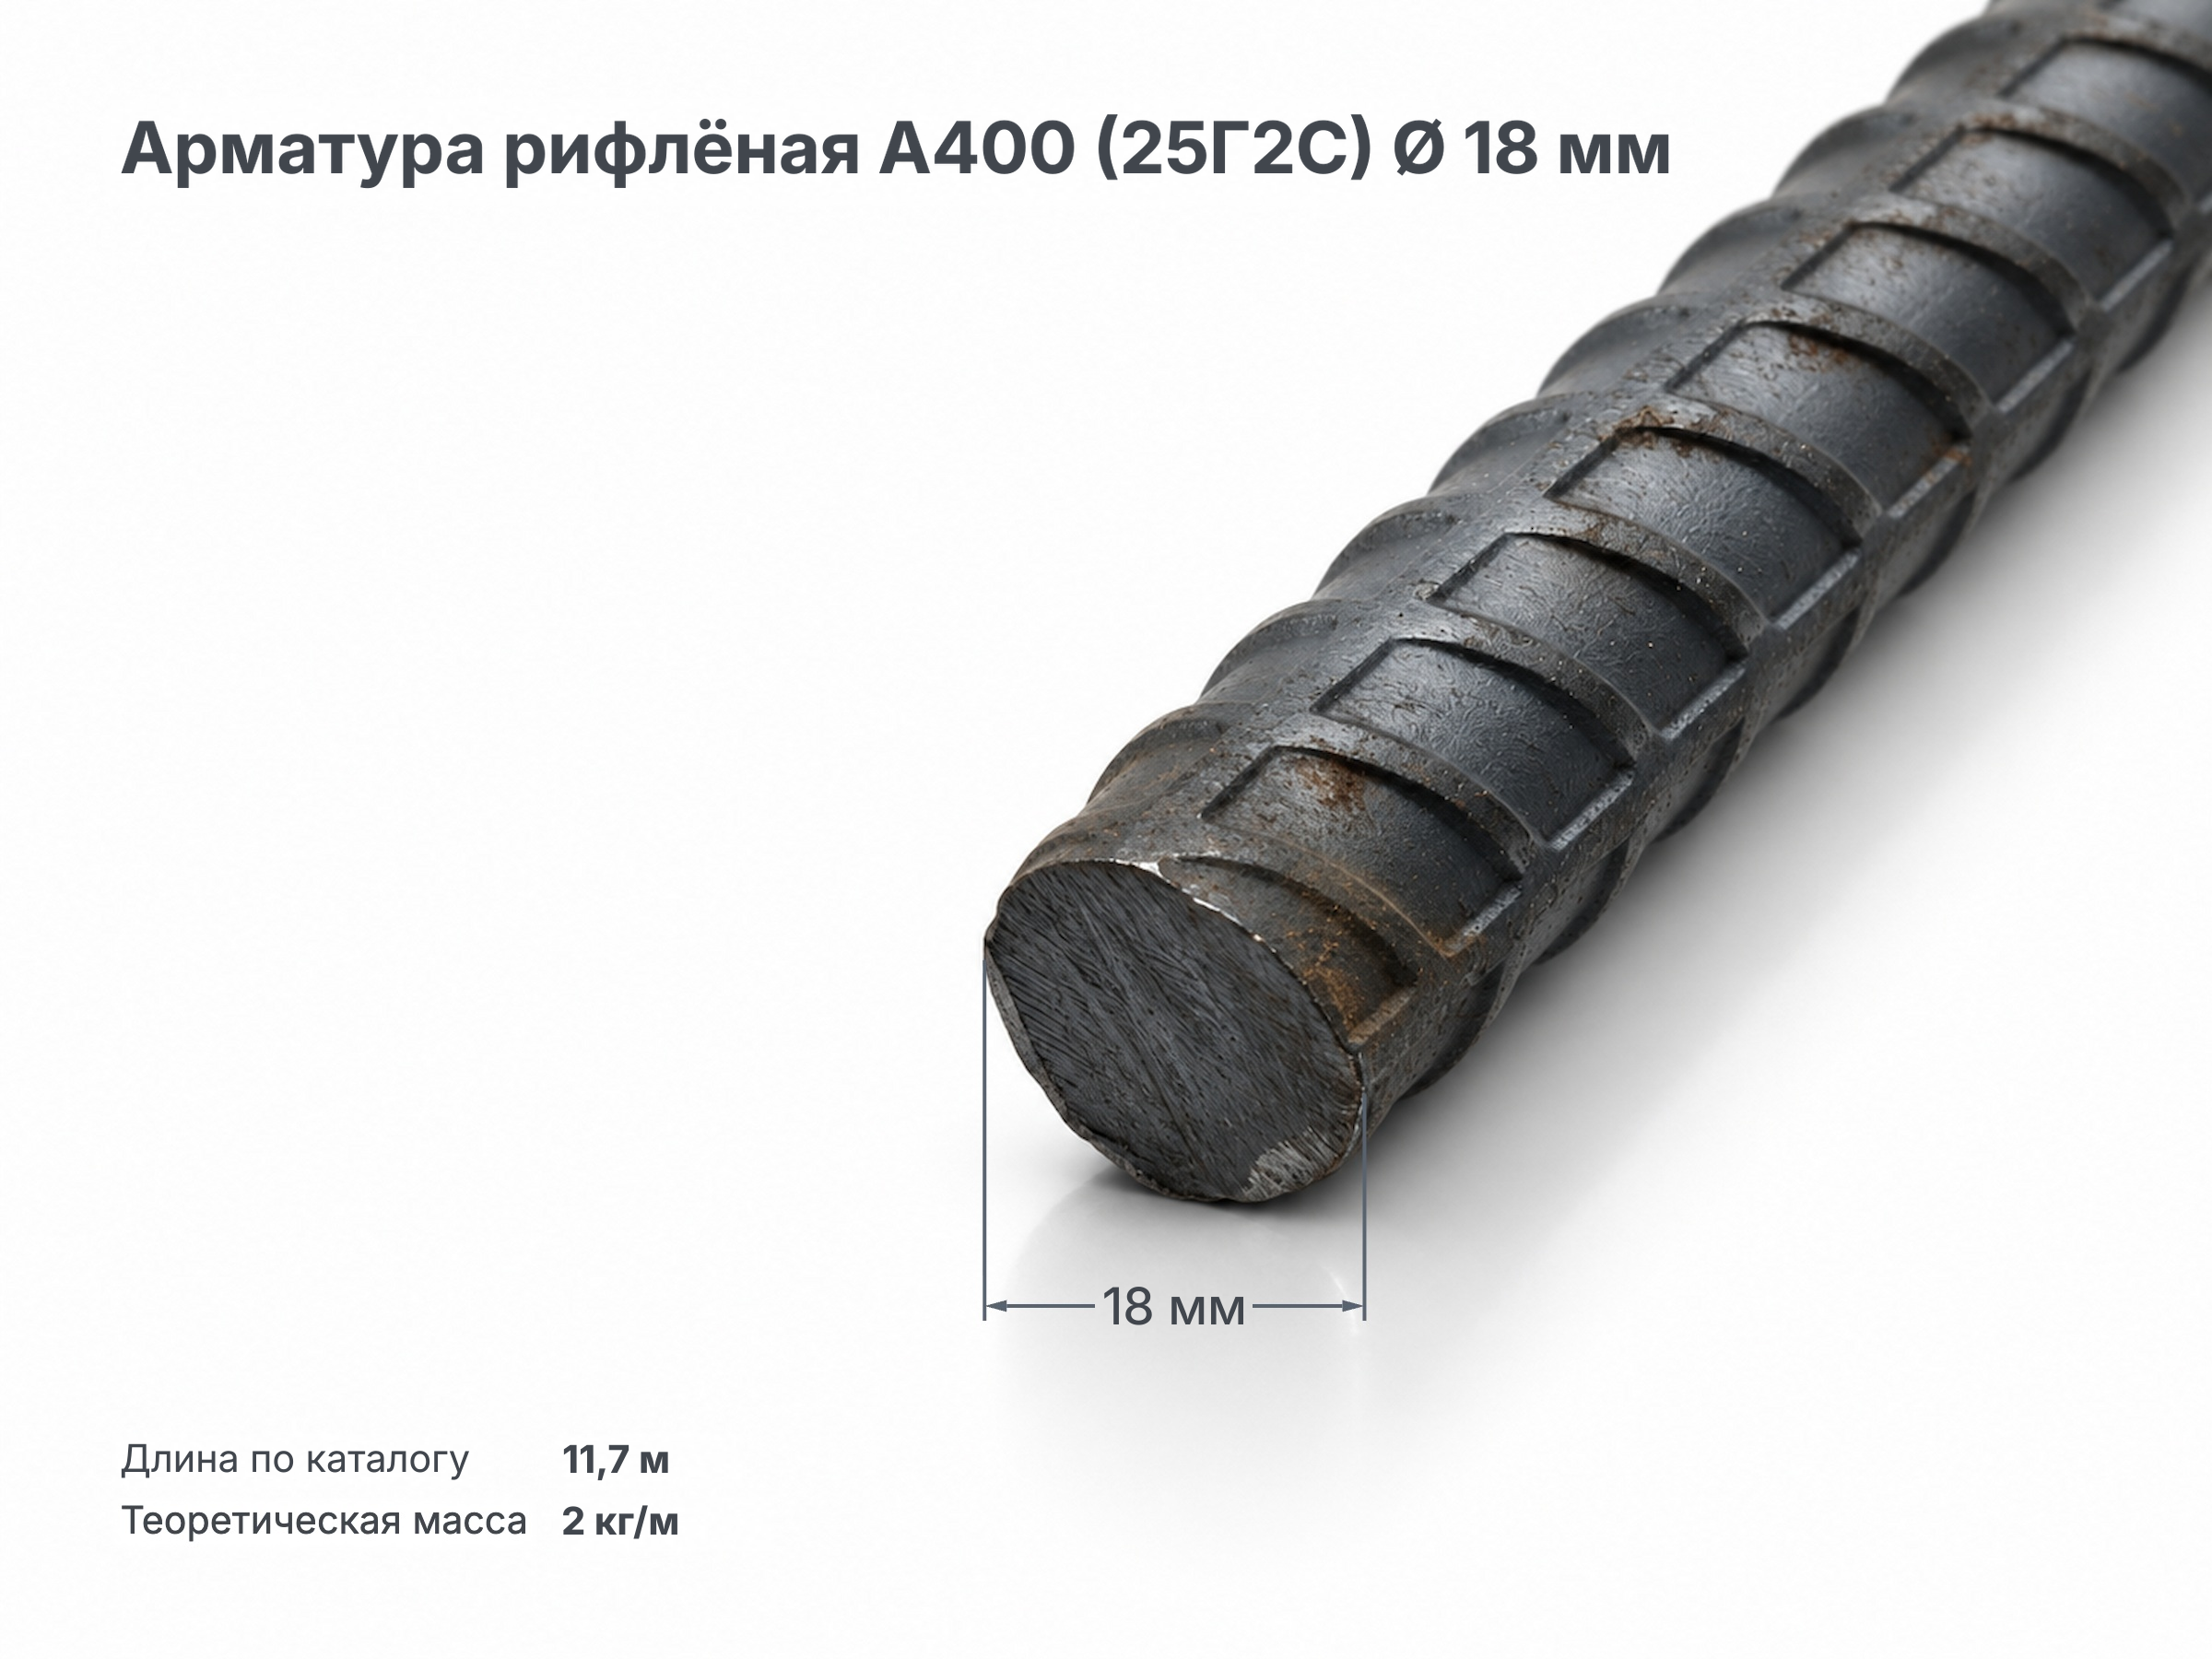 Арматура рифлёная А400 (25Г2С) Ø 18 мм
18 мм
Длина по каталогу 11,7 м
Теоретическая масса 2 кг/м